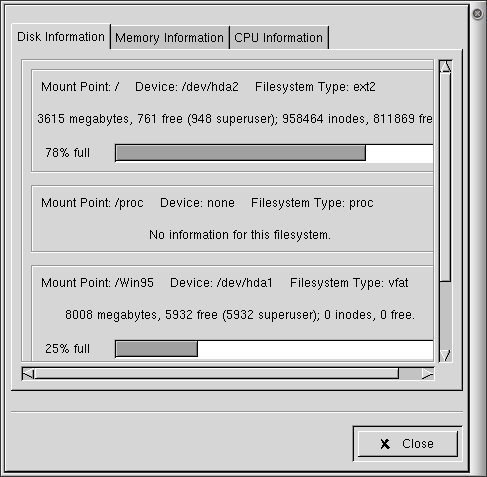 Disk Information Memory Information CPU Information
Mount Point: / Device: /dev/hda2 Filesystem Type: ext2
3615 megabytes, 761 free (948 superuser); 958464 inodes, 811869 fre
78% full
Mount Point: /proc Device: none Filesystem Type: proc
No information for this filesystem.
Mount Point: /Win95 Device: /dev/hda1 Filesystem Type: vfat
8008 megabytes, 5932 free (5932 superuser); 0 inodes, 0 free.
25% full
Close